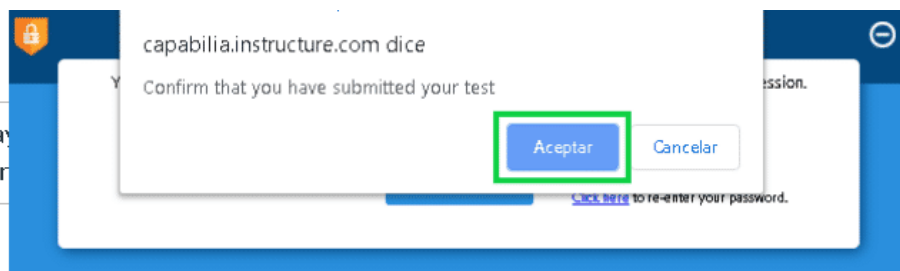 capabilia.instructure.com dice
Y
ession.
Confirm that you have submitted your test
Aceptar
Cancelar
Click here to re-enter your password.